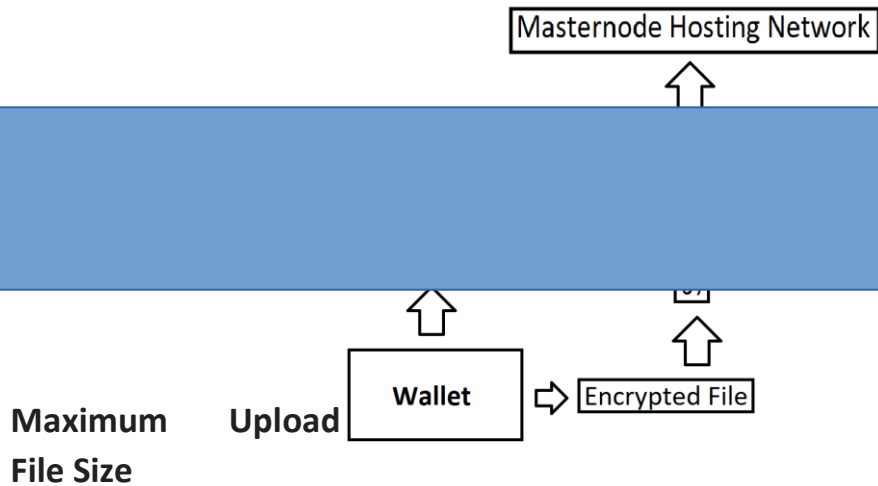 Masternode Hosting Network
Wallet
Encrypted File
Maximum Upload
File Size